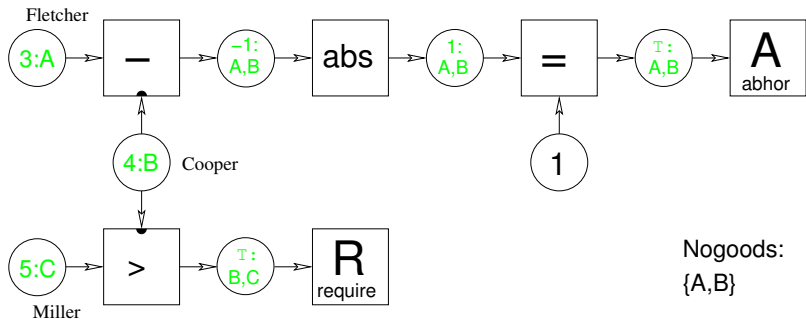 Fletcher
3:A
−
−1:
A,B
abs
1:
A,B
=
T:
A,B
A
abhor
4:B
Cooper
1
5:C
Miller
>
T:
B,C
R
require
Nogoods:
{A,B}